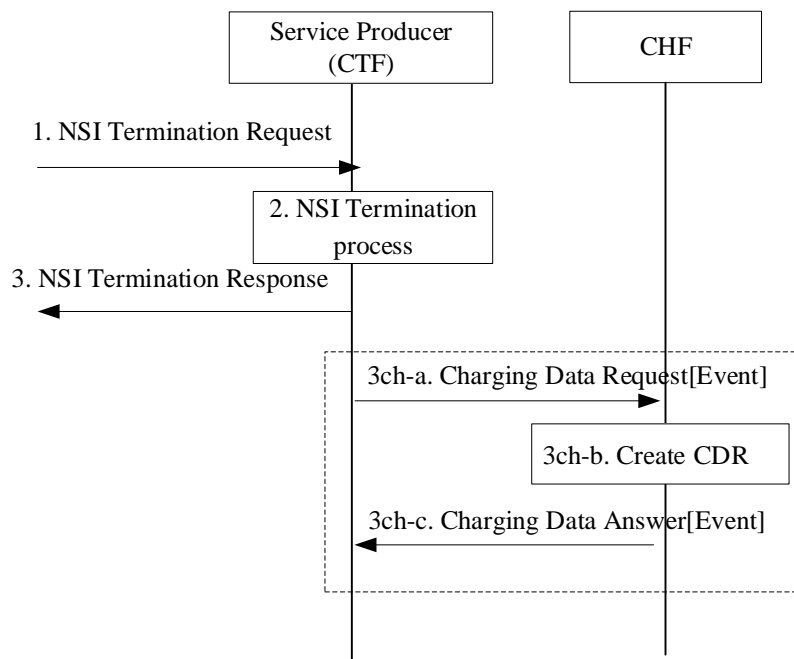 Service Producer
(CTF)
CHF
1. NSI Termination Request
2. NSI Termination
process
3. NSI Termination Response
3ch-a. Charging Data Request[Event]
3ch-b. Create CDR
3ch-c. Charging Data Answer[Event]